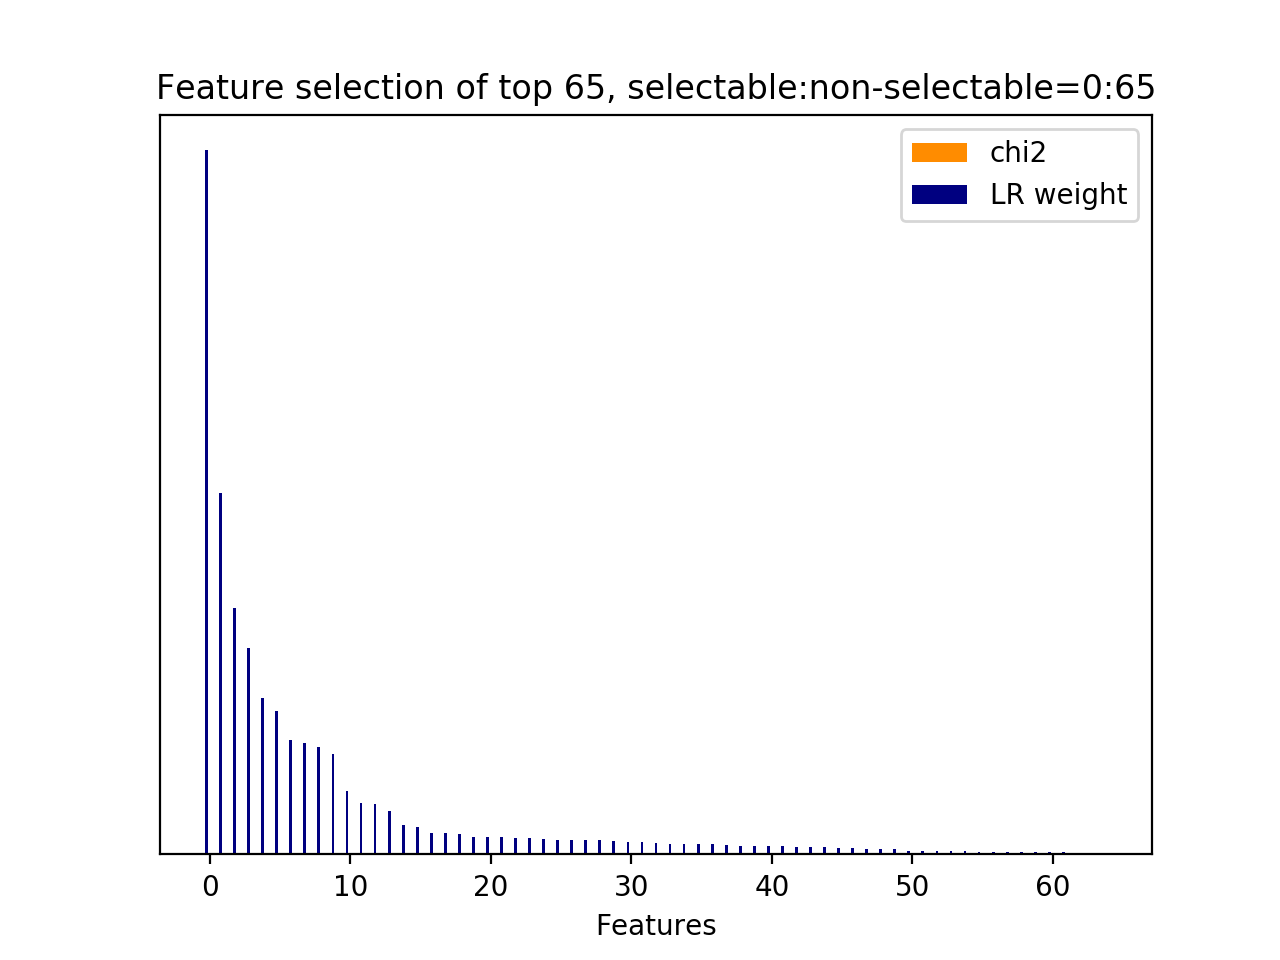 Feature selection of top 65, selectable:non-selectable=0:65
chi2
LR weight
0 10 20 30 40 50 60
Features